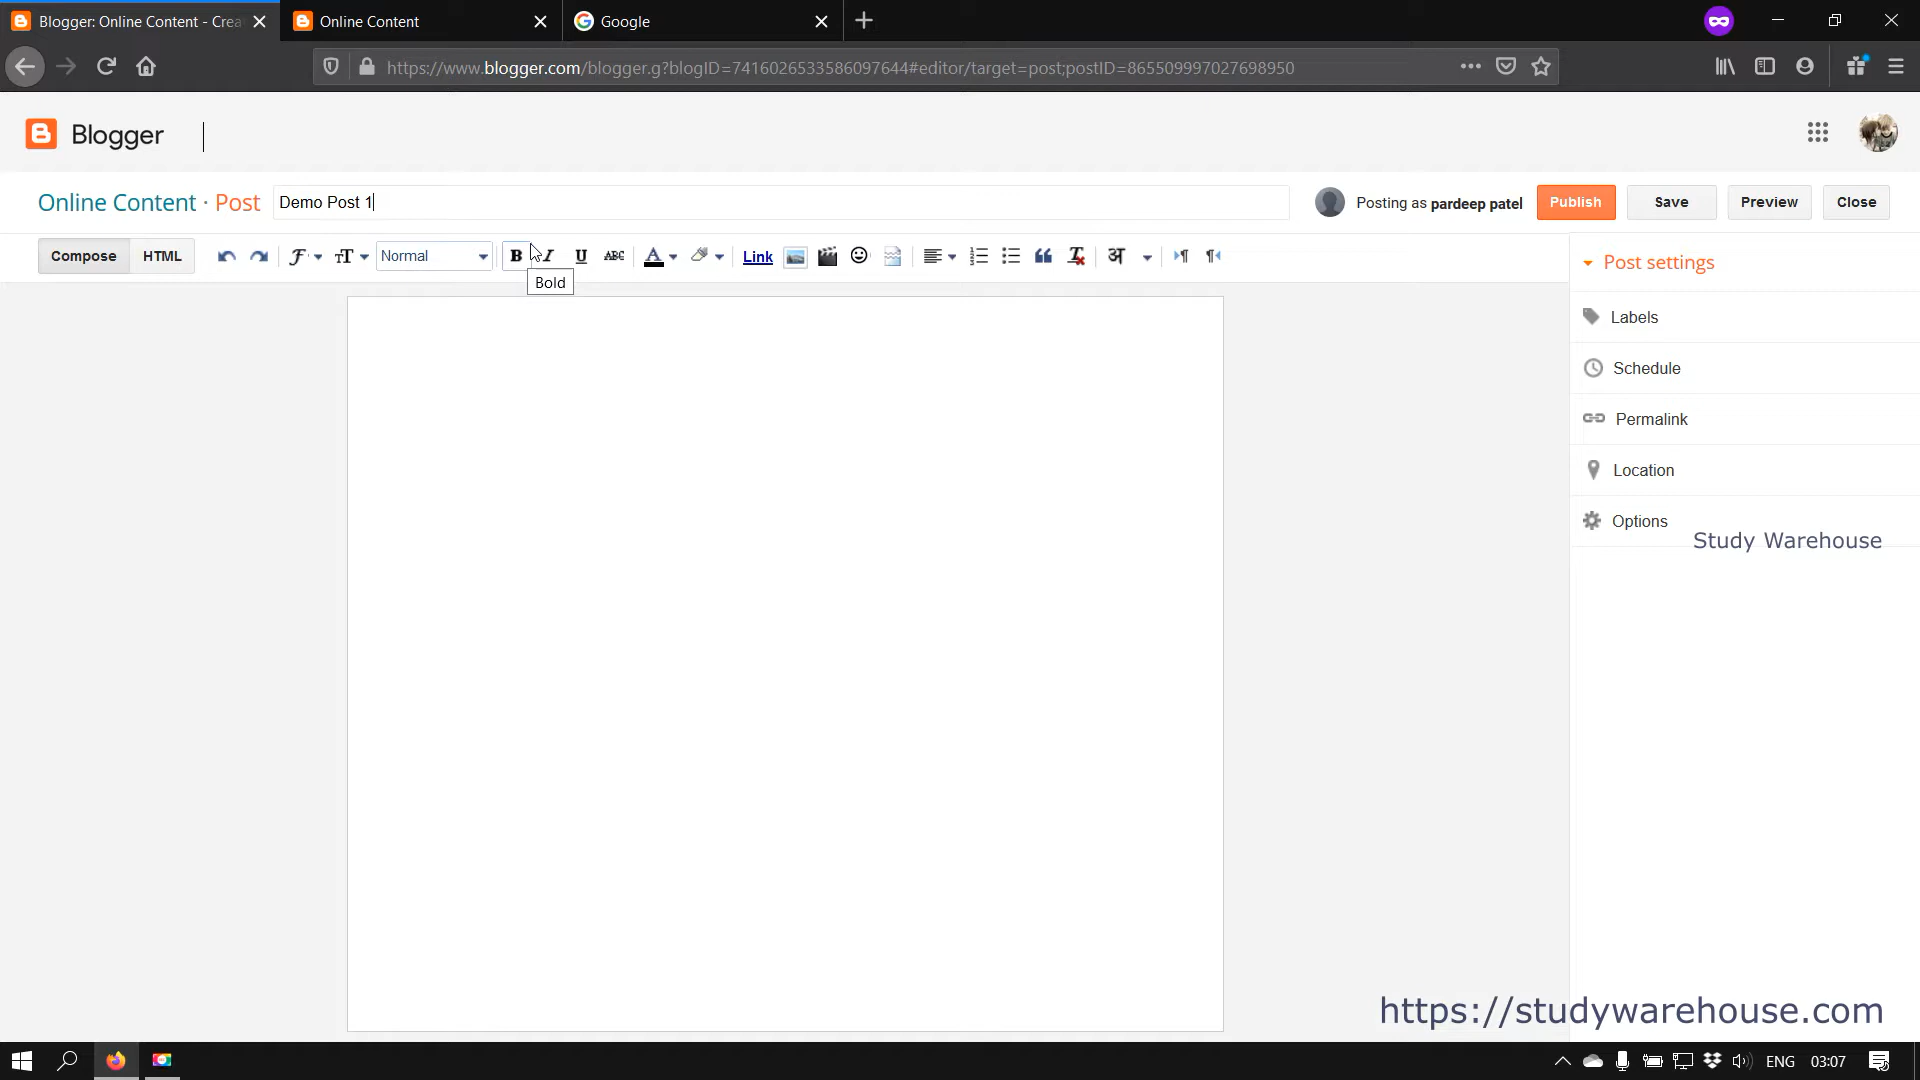 Blogger: Online Content - Crea
Online Content
Google
https://www.blogger.com/blogger.g?blogID=7416026533586097644#editor/target=post;postID=865509997027698950
Blogger
Online Content · Post
Demo Post 1
Posting as pardeep patel
Publish
Save
Preview
Close
Compose
HTML
Normal
B
I
U
ABC
A
Link
अ
Bold
Post settings
Labels
Schedule
Permalink
Location
Options
Study Warehouse
https://studywarehouse.com
ENG
03:07